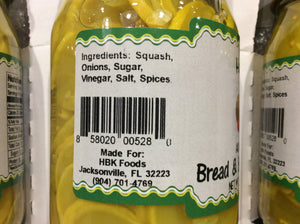 Ingredients: Squash,
Onions, Sugar,
Vinegar, Salt, Spices
8 58020 00528 0
Made For:
HBK Foods
Jacksonville, FL 32223
(904) 701-4769
Bread &